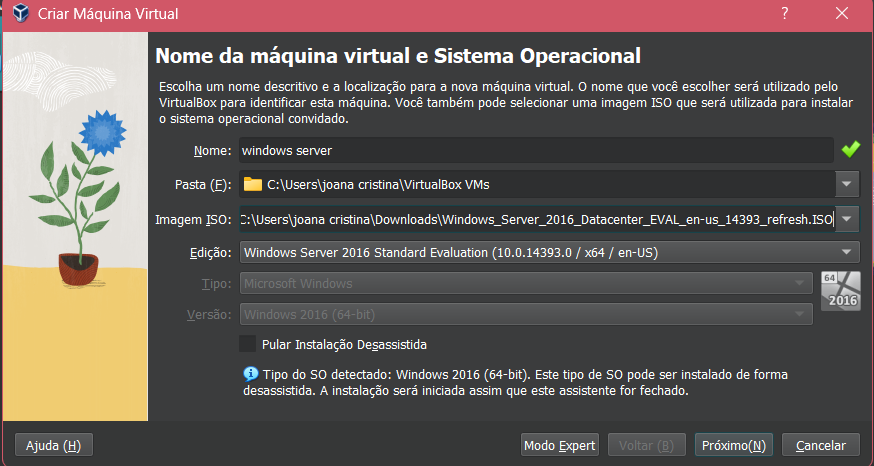 Criar Máquina Virtual
Nome da máquina virtual e Sistema Operacional
Escolha um nome descritivo e a localização para a nova máquina virtual. O nome que você escolher será utilizado pelo
VirtualBox para identificar esta máquina. Você também pode selecionar uma imagem ISO que será utilizada para instalar
o sistema operacional convidado.
Nome: windows server
Pasta (F): C:\Users\joana cristina\VirtualBox VMs
Imagem ISO: C:\Users\joana cristina\Downloads\Windows_Server_2016_Datacenter_EVAL_en-us_14393_refresh.ISO
Edição: Windows Server 2016 Standard Evaluation (10.0.14393.0 / x64 / en-US)
Tipo: Microsoft Windows
64
2016
Versão: Windows 2016 (64-bit)
Pular Instalação Desassistida
Tipo do SO detectado: Windows 2016 (64-bit). Este tipo de SO pode ser instalado de forma
desassistida. A instalação será iniciada assim que este assistente for fechado.
Ajuda (H) Modo Expert Voltar (B) Próximo(N) Cancelar